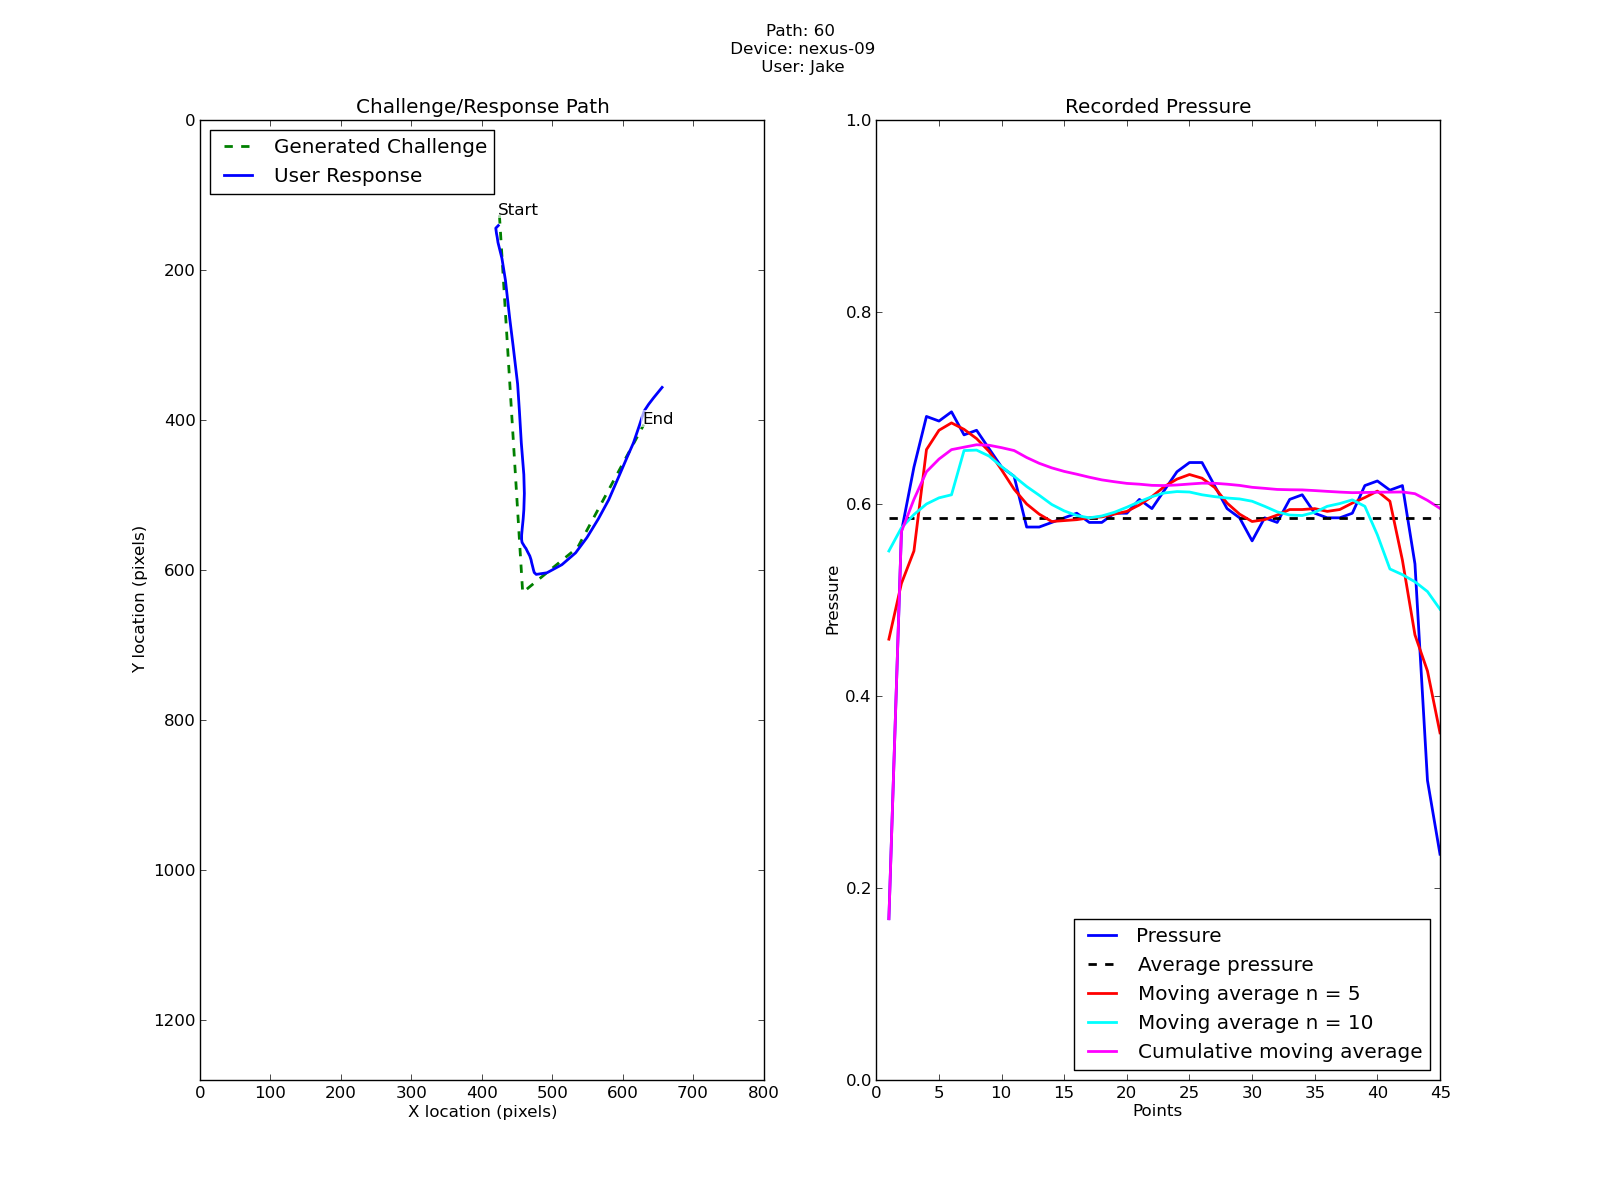 Path: 60
Device: nexus-09
User: Jake
Challenge/Response Path
Generated Challenge
User Response
Start
End
0
200
400
600
800
1000
1200
Y location (pixels)
0 100 200 300 400 500 600 700 800
X location (pixels)
Recorded Pressure
1.0
0.8
0.6
0.4
0.2
0.0
Pressure
Pressure
Average pressure
Moving average n = 5
Moving average n = 10
Cumulative moving average
0 5 10 15 20 25 30 35 40 45
Points